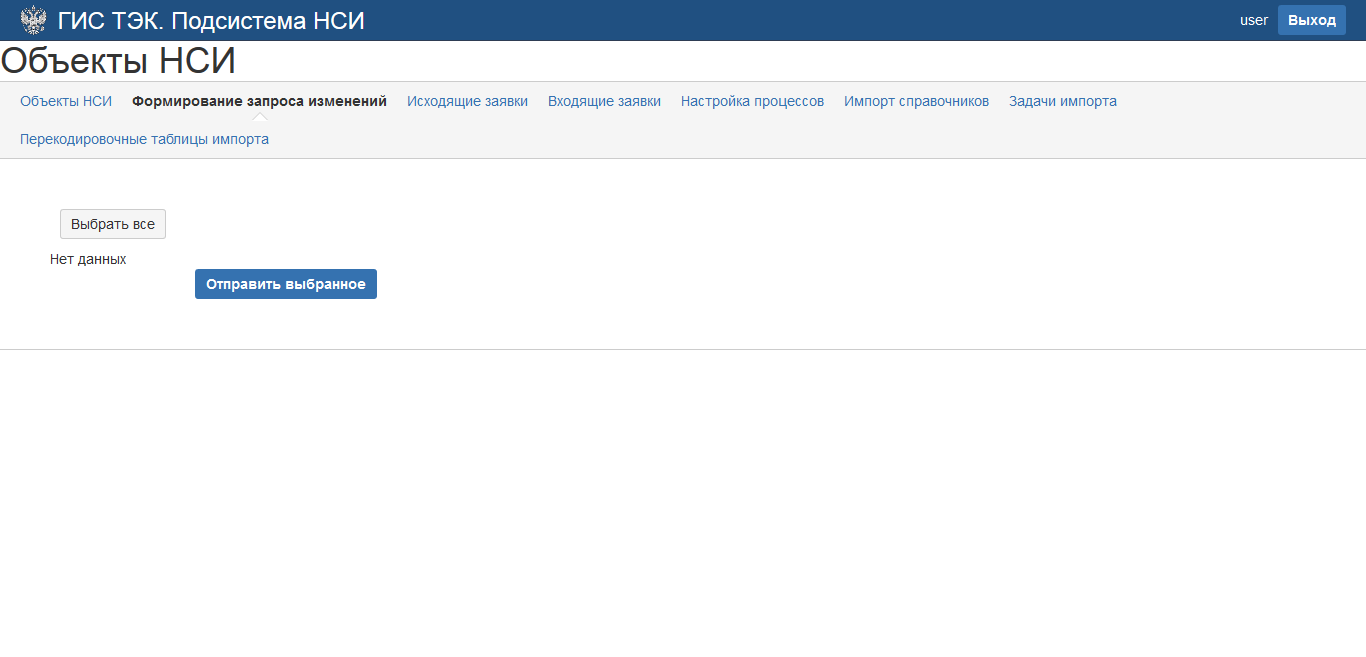 ГИС ТЭК. Подсистема НСИ
user
Выход
Объекты НСИ
Объекты НСИ
Формирование запроса изменений
Исходящие заявки
Входящие заявки
Настройка процессов
Импорт справочников
Задачи импорта
Перекодировочные таблицы импорта
Выбрать все
Нет данных
Отправить выбранное